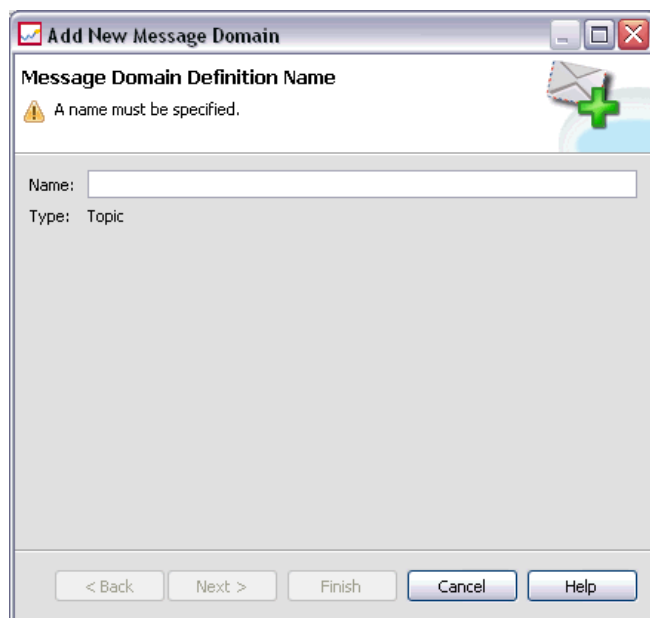 Add New Message Domain
Message Domain Definition Name
A name must be specified.
Name:
Type: Topic
< Back Next > Finish Cancel Help